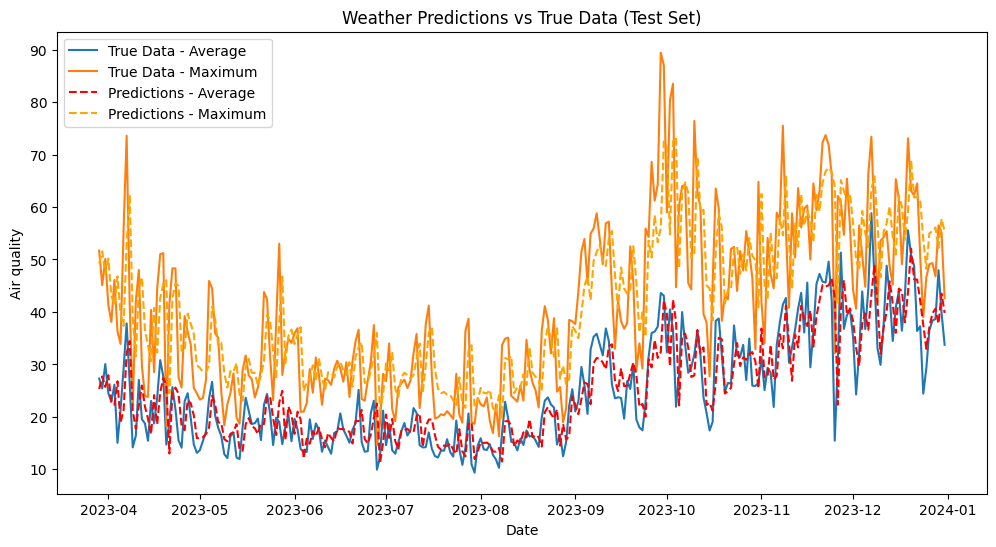 Weather Predictions vs True Data (Test Set)
True Data - Average
True Data - Maximum
Predictions - Average
Predictions - Maximum
Air quality
90
80
70
60
50
40
30
20
10
2023-04 2023-05 2023-06 2023-07 2023-08 2023-09 2023-10 2023-11 2023-12 2024-01
Date